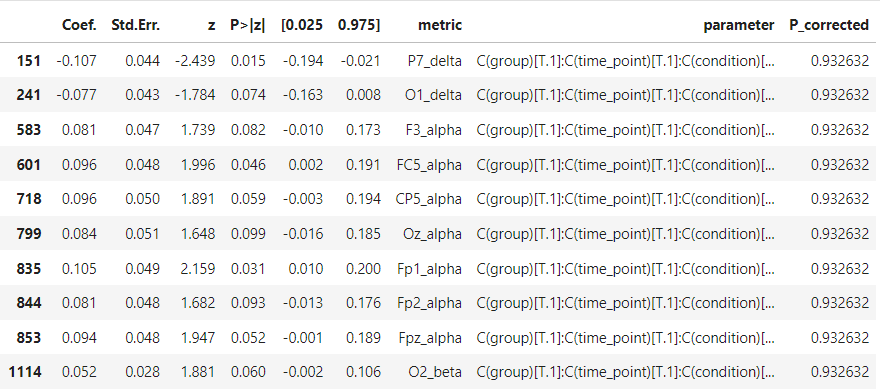 Coef. Std.Err. z P>|z| [0.025 0.975] metric parameter P_corrected
151 -0.107 0.044 -2.439 0.015 -0.194 -0.021 P7_delta C(group)[T.1]:C(time_point)[T.1]:C(condition)[... 0.932632
241 -0.077 0.043 -1.784 0.074 -0.163 0.008 O1_delta C(group)[T.1]:C(time_point)[T.1]:C(condition)[... 0.932632
583 0.081 0.047 1.739 0.082 -0.010 0.173 F3_alpha C(group)[T.1]:C(time_point)[T.1]:C(condition)[... 0.932632
601 0.096 0.048 1.996 0.046 0.002 0.191 FC5_alpha C(group)[T.1]:C(time_point)[T.1]:C(condition)[... 0.932632
718 0.096 0.050 1.891 0.059 -0.003 0.194 CP5_alpha C(group)[T.1]:C(time_point)[T.1]:C(condition)[... 0.932632
799 0.084 0.051 1.648 0.099 -0.016 0.185 Oz_alpha C(group)[T.1]:C(time_point)[T.1]:C(condition)[... 0.932632
835 0.105 0.049 2.159 0.031 0.010 0.200 Fp1_alpha C(group)[T.1]:C(time_point)[T.1]:C(condition)[... 0.932632
844 0.081 0.048 1.682 0.093 -0.013 0.176 Fp2_alpha C(group)[T.1]:C(time_point)[T.1]:C(condition)[... 0.932632
853 0.094 0.048 1.947 0.052 -0.001 0.189 Fpz_alpha C(group)[T.1]:C(time_point)[T.1]:C(condition)[... 0.932632
1114 0.052 0.028 1.881 0.060 -0.002 0.106 O2_beta C(group)[T.1]:C(time_point)[T.1]:C(condition)[... 0.932632